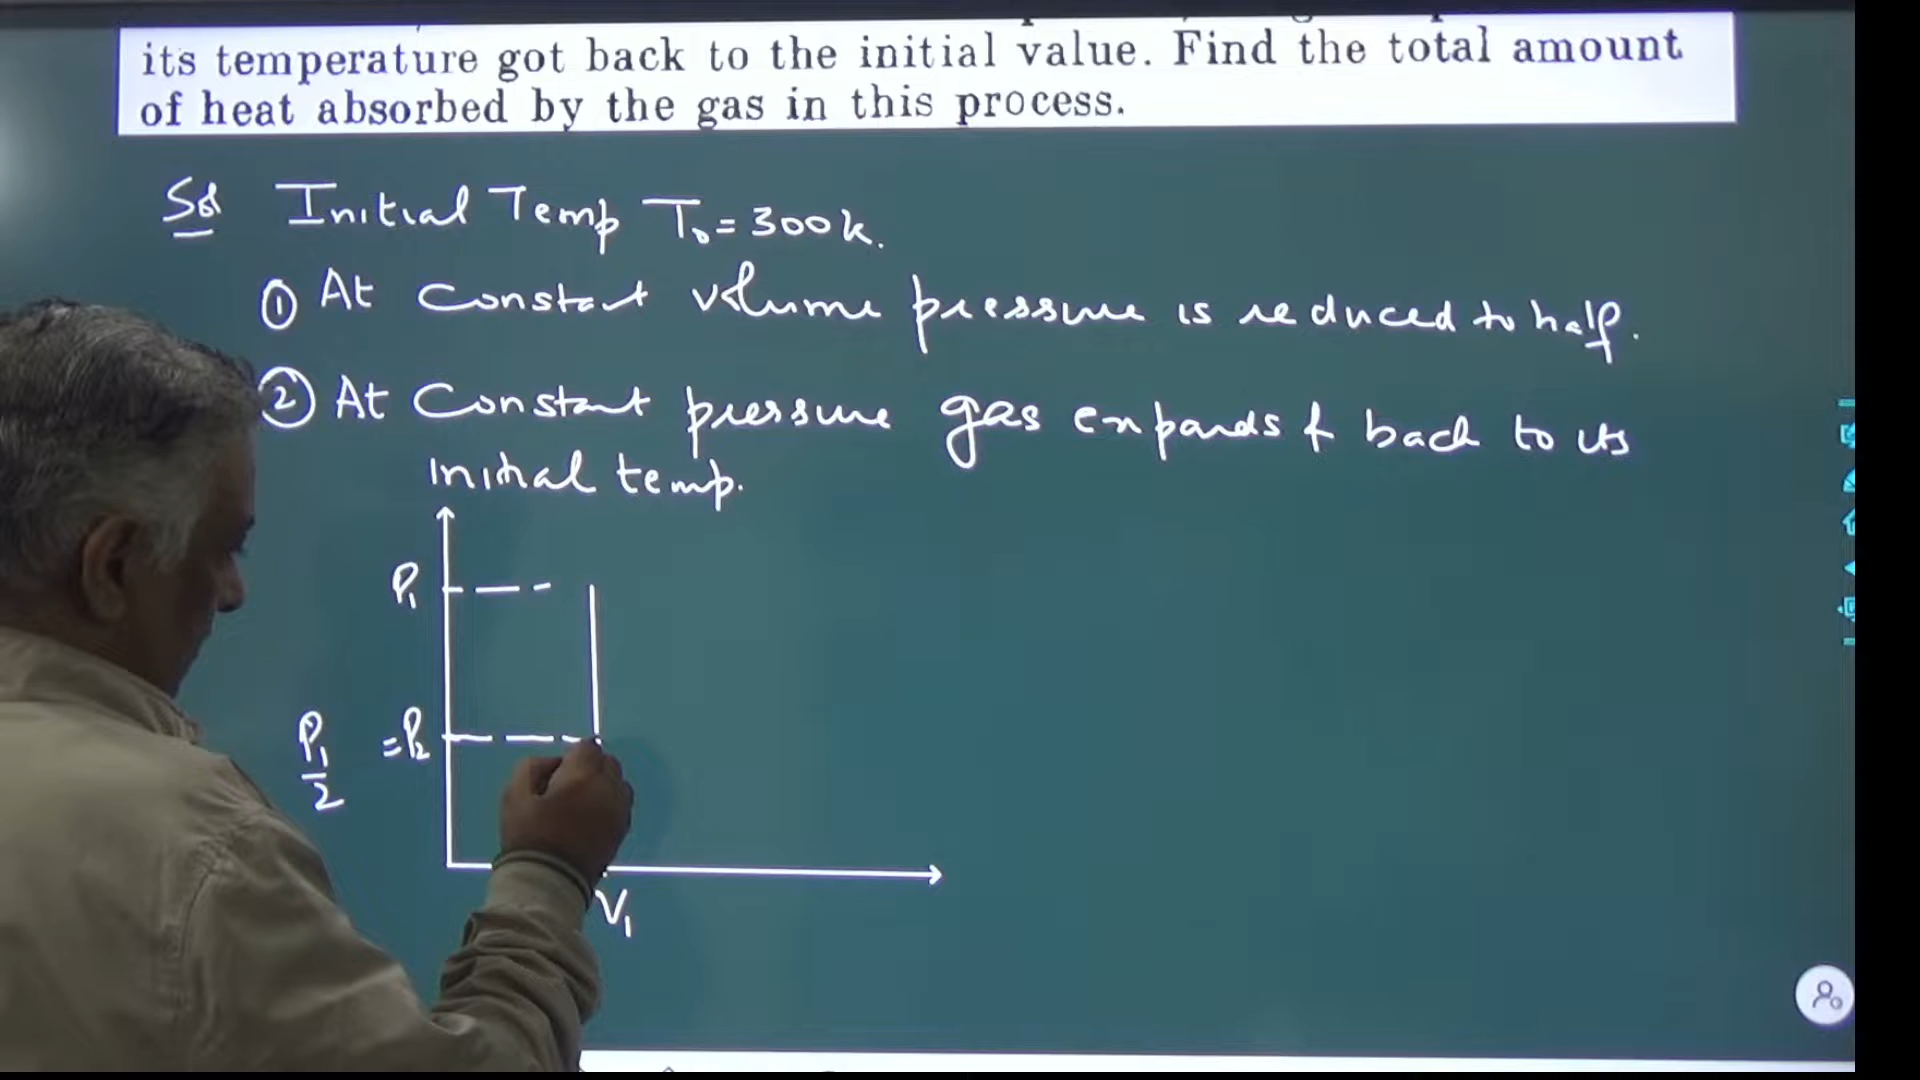 its temperature got back to the initial value. Find the total amount
of heat absorbed by the gas in this process.
Sol Initial Temp T₀ = 300k.
① At constant volume pressure is reduced to half.
② At constant pressure gas expands & back to its
initial temp.
P₁
P₁/2 = P₂
V₁